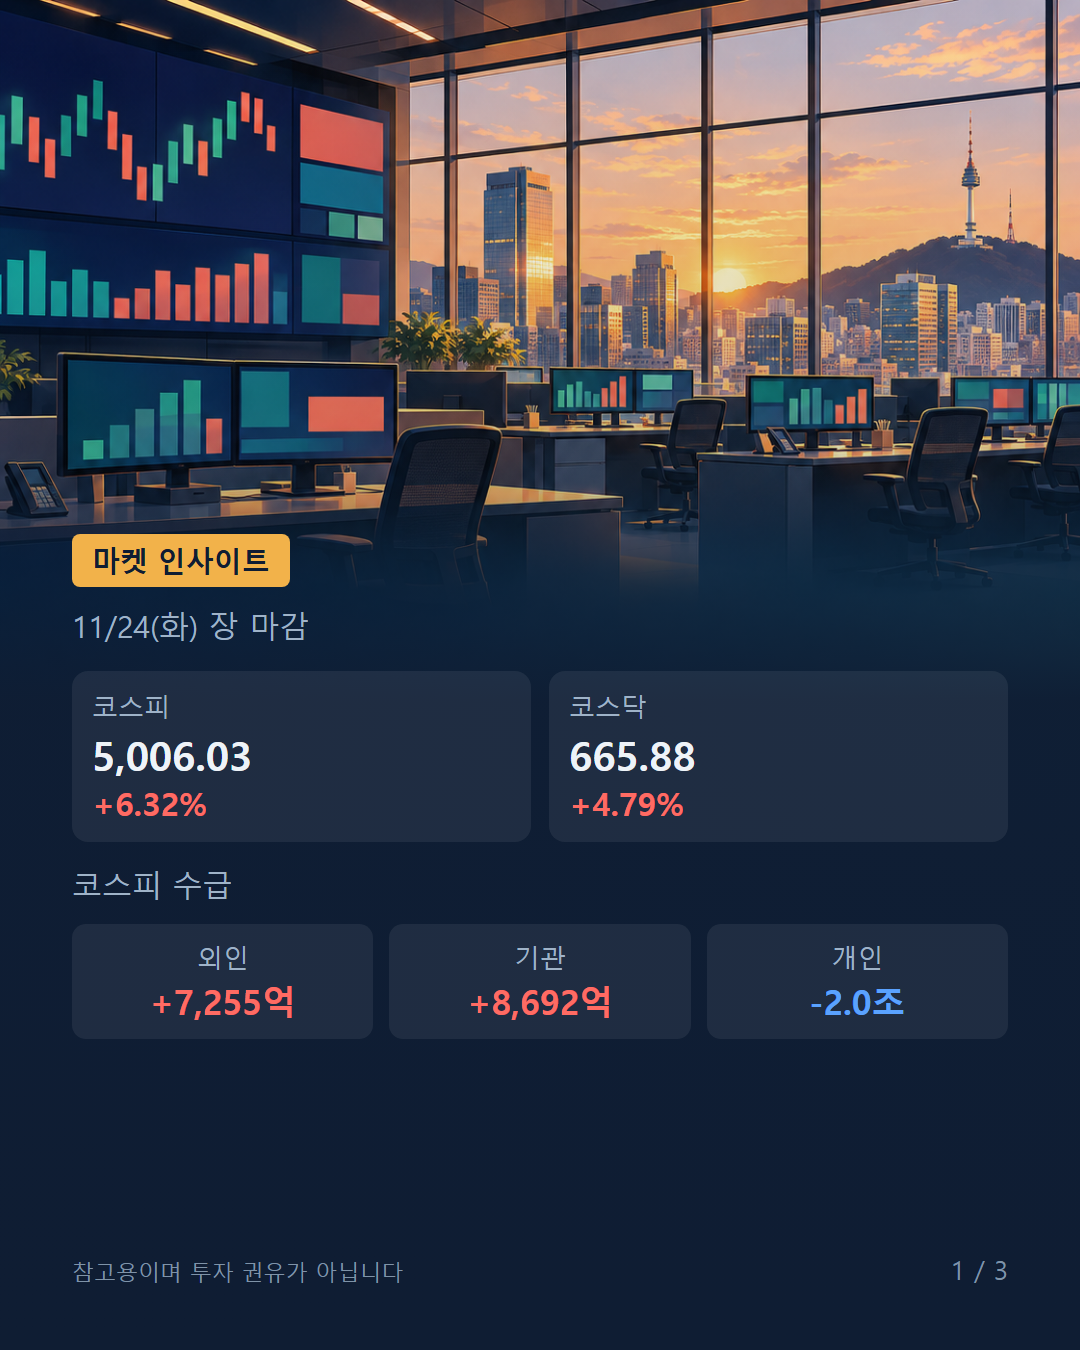 마켓 인사이트
11/24(화) 장 마감
코스피
5,006.03
+6.32%
코스닥
665.88
+4.79%
코스피 수급
외인
+7,255억
기관
+8,692억
개인
-2.0조
참고용이며 투자 권유가 아닙니다
1 / 3